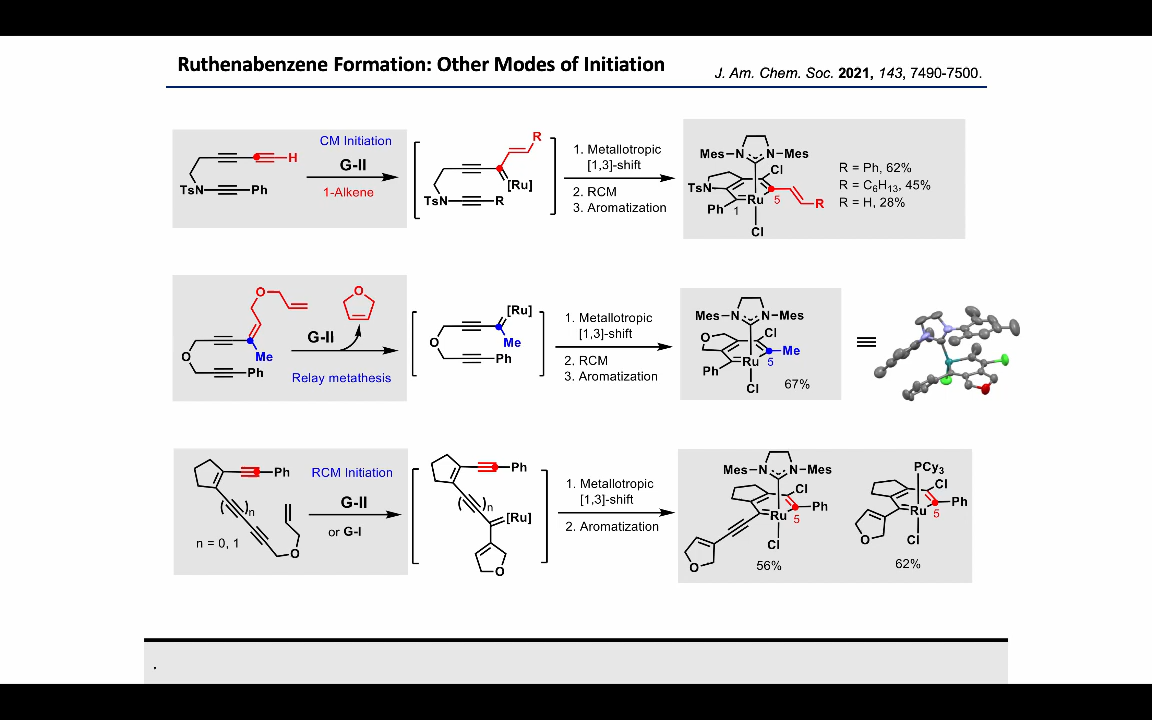 Ruthenabenzene Formation: Other Modes of Initiation
J. Am. Chem. Soc. 2021, 143, 7490-7500.
H
TsN
Ph
CM Initiation
G-II
1-Alkene
R
[Ru]
TsN
R
1. Metallotropic
[1,3]-shift
2. RCM
3. Aromatization
Mes N N Mes
Cl
TsN
Ru
Ph 1
5
R
Cl
R = Ph, 62%
R = C6H13, 45%
R = H, 28%
O
O
Me
Ph
O
G-II
Relay metathesis
[Ru]
O
Me
Ph
1. Metallotropic
[1,3]-shift
2. RCM
3. Aromatization
Mes N N Mes
O
Cl
Me
Ru 5
Ph
Cl
67%
≡
Ph
( )n
n = 0, 1
O
RCM Initiation
G-II
or G-I
Ph
( )n
[Ru]
O
1. Metallotropic
[1,3]-shift
2. Aromatization
Mes N N Mes
Cl
Ph
Ru 5
Cl
O
56%
PCy3
Cl
Ph
Ru 5
O
Cl
62%
.